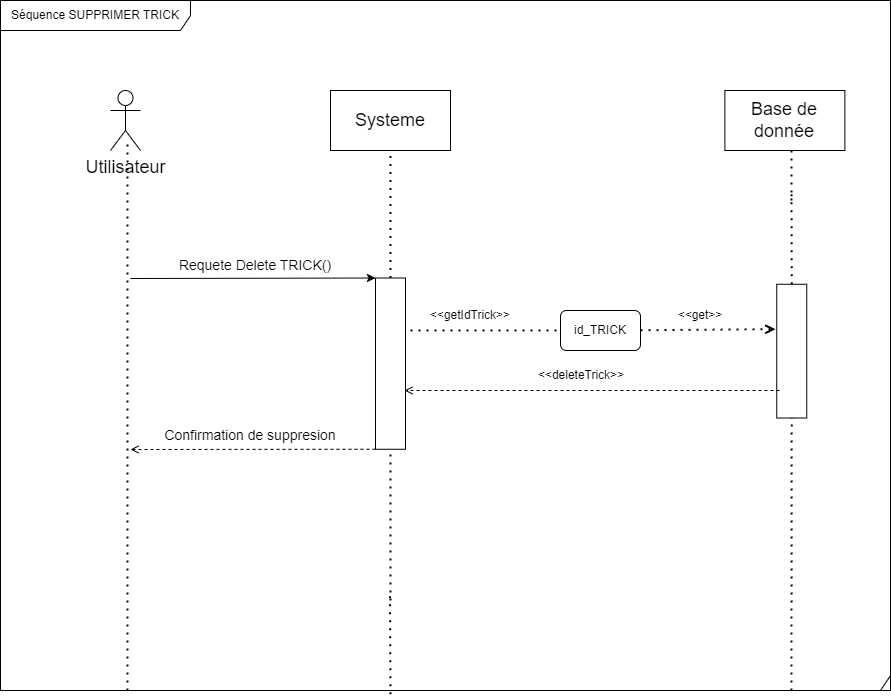 Séquence SUPPRIMER TRICK
Systeme
Base de
donnée
Utilisateur
Requete Delete TRICK()
<<getIdTrick>>
id_TRICK
<<get>>
<<deleteTrick>>
Confirmation de suppresion